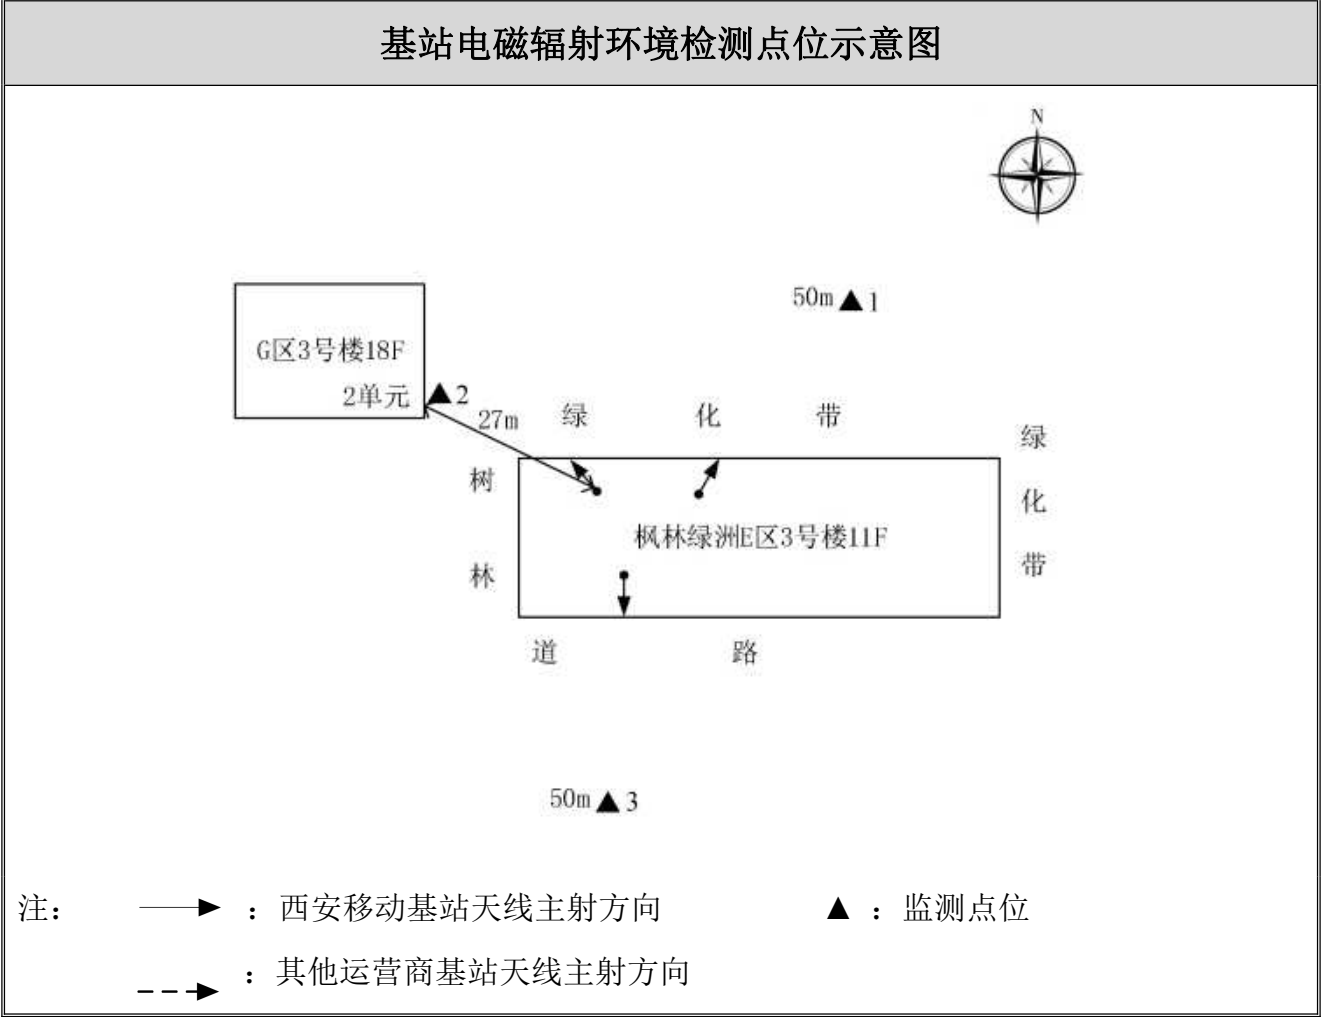 基站电磁辐射环境检测点位示意图
N
50m▲1
G区3号楼18F
2单元
▲2
27m
绿化带
绿化带
树林
枫林绿洲E区3号楼11F
道路
50m▲3
注：
：西安移动基站天线主射方向
▲：监测点位
：其他运营商基站天线主射方向